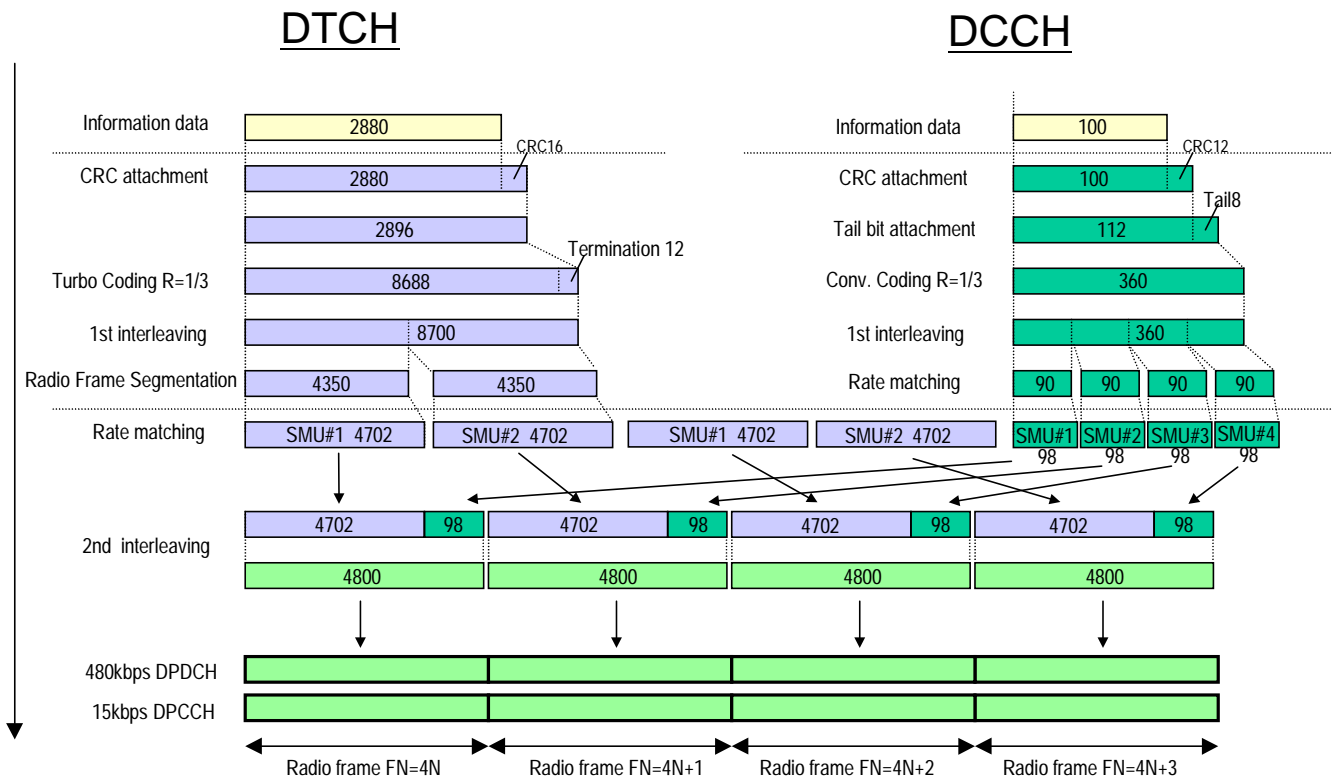 DTCH
DCCH
Information data
2880
Information data
100
CRC16
CRC12
CRC attachment
2880
CRC attachment
100
Tail8
2896
Tail bit attachment
112
Termination 12
Turbo Coding R=1/3
8688
Conv. Coding R=1/3
360
1st interleaving
8700
1st interleaving
360
Radio Frame Segmentation
4350
4350
Rate matching
90
90
90
90
Rate matching
SMU#1 4702
SMU#2 4702
SMU#1 4702
SMU#2 4702
SMU#1
SMU#2
SMU#3
SMU#4
98
98
98
98
2nd interleaving
4702
98
4702
98
4702
98
4702
98
4800
4800
4800
4800
480kbps DPDCH
15kbps DPCCH
Radio frame FN=4N
Radio frame FN=4N+1
Radio frame FN=4N+2
Radio frame FN=4N+3